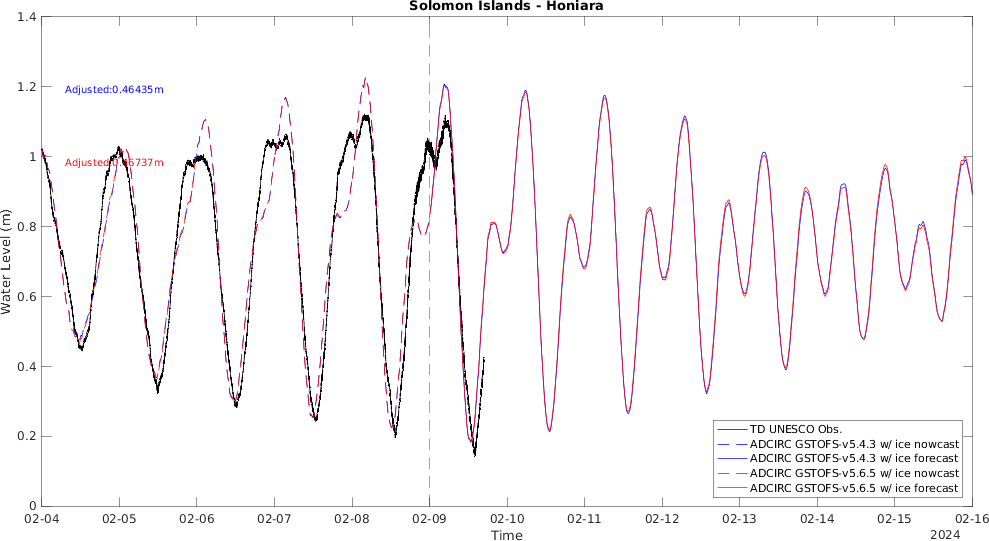 Solomon Islands - Honiara
1.4
1.2
1
0.8
0.6
0.4
0.2
0
Water Level (m)
Adjusted:0.46435m
Adjusted:0.46737m
TD UNESCO Obs.
ADCIRC GSTOFS-v5.4.3 w/ ice nowcast
ADCIRC GSTOFS-v5.4.3 w/ ice forecast
ADCIRC GSTOFS-v5.6.5 w/ ice nowcast
ADCIRC GSTOFS-v5.6.5 w/ ice forecast
02-04 02-05 02-06 02-07 02-08 02-09 02-10 02-11 02-12 02-13 02-14 02-15 02-16
Time
2024